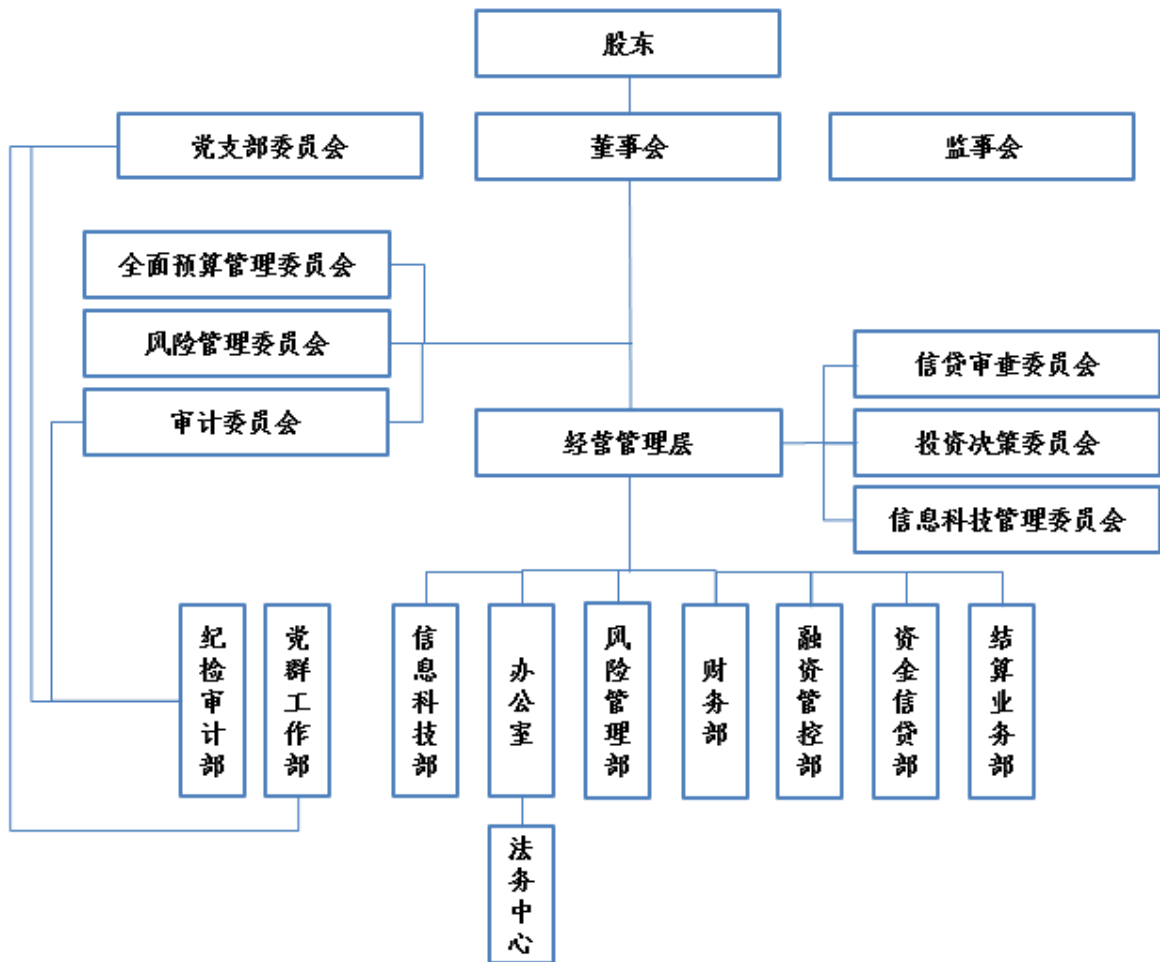 股东
党支部委员会
董事会
监事会
全面预算管理委员会
风险管理委员会
审计委员会
经营管理层
信贷审查委员会
投资决策委员会
信息科技管理委员会
纪检审计部
党群工作部
信息科技部
办公室
风险管理部
财务部
融资管控部
资金信贷部
结算业务部
法务中心